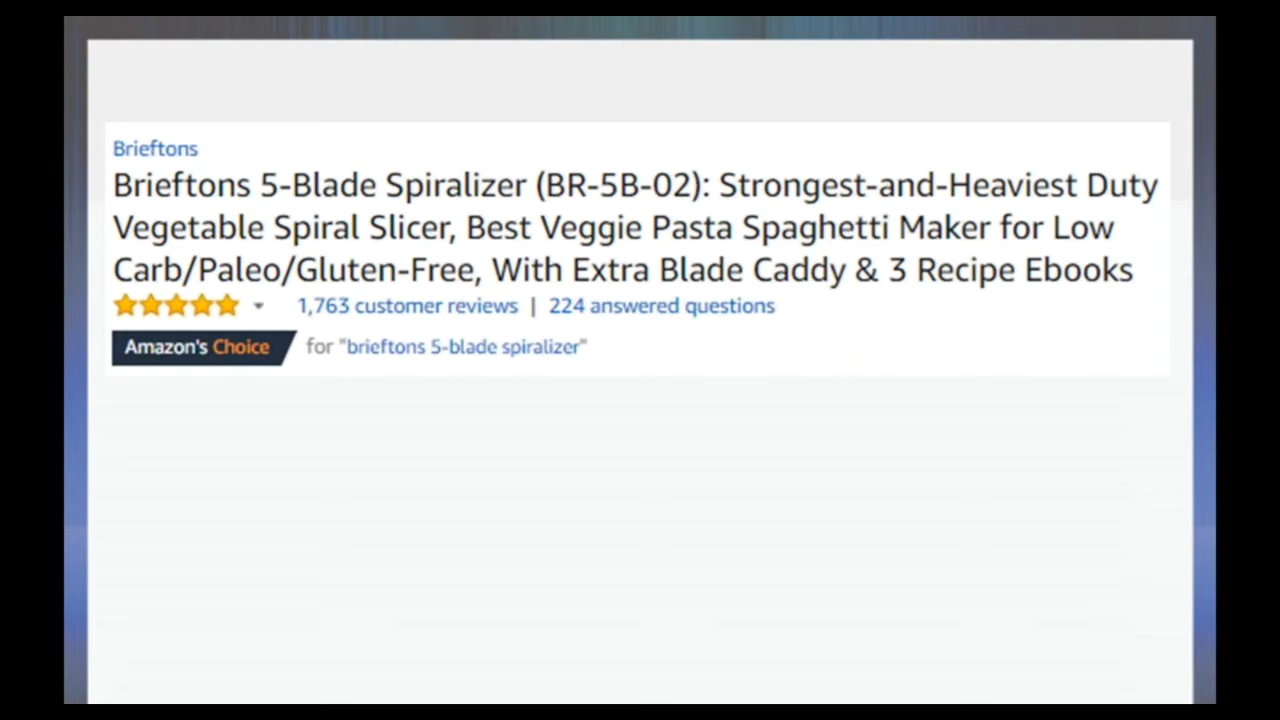 Brieftons
Brieftons 5-Blade Spiralizer (BR-5B-02): Strongest-and-Heaviest Duty
Vegetable Spiral Slicer, Best Veggie Pasta Spaghetti Maker for Low
Carb/Paleo/Gluten-Free, With Extra Blade Caddy & 3 Recipe Ebooks
1,763 customer reviews | 224 answered questions
Amazon's Choice for "brieftons 5-blade spiralizer"